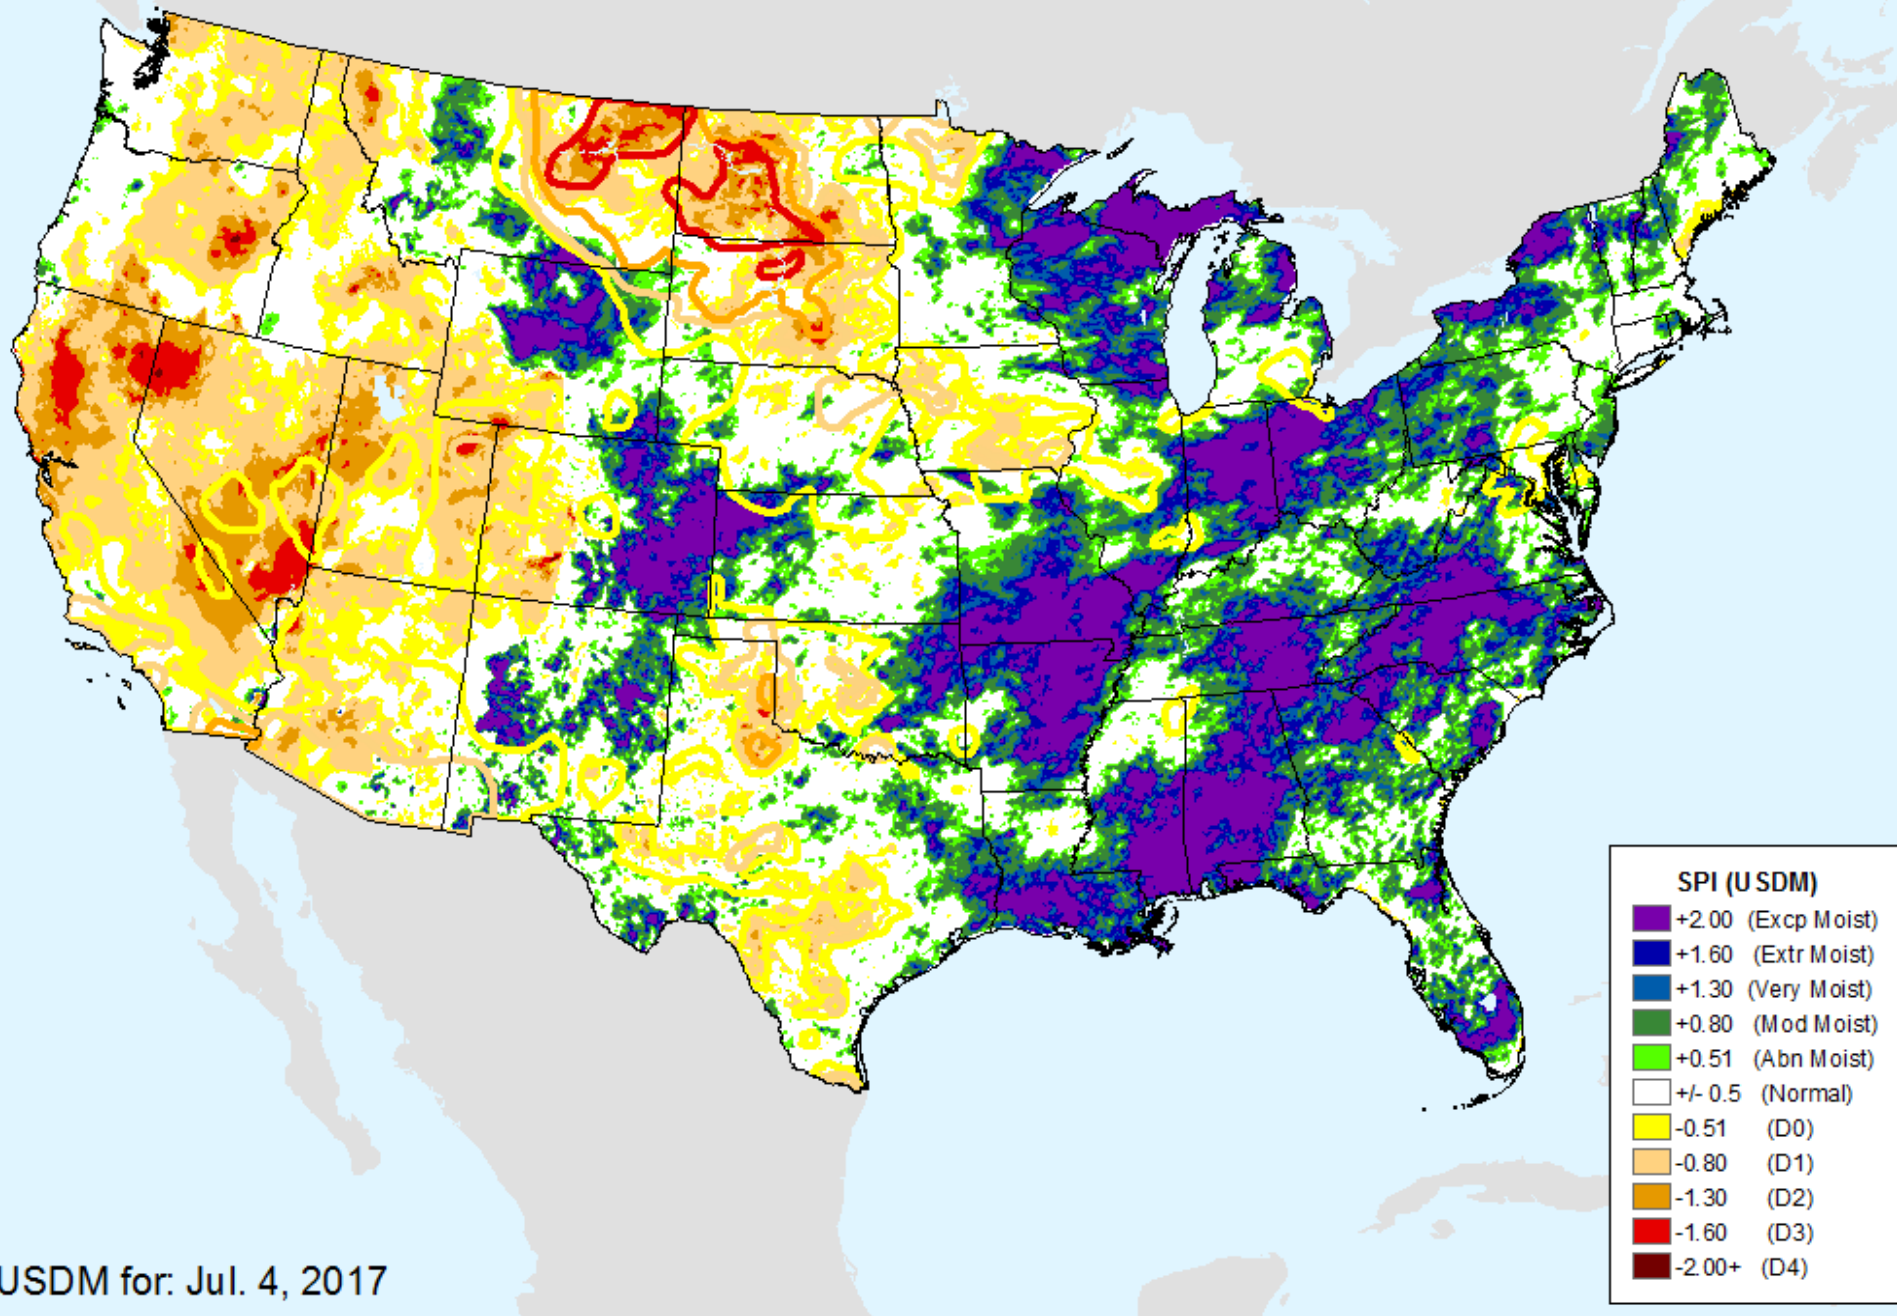 SPI (USDM)
+2.00 (Excp Moist)
+1.60 (Extr Moist)
+1.30 (Very Moist)
+0.80 (Mod Moist)
+0.51 (Abn Moist)
+/- 0.5 (Normal)
-0.51 (D0)
-0.80 (D1)
-1.30 (D2)
-1.60 (D3)
-2.00+ (D4)
USDM for: Jul. 4, 2017